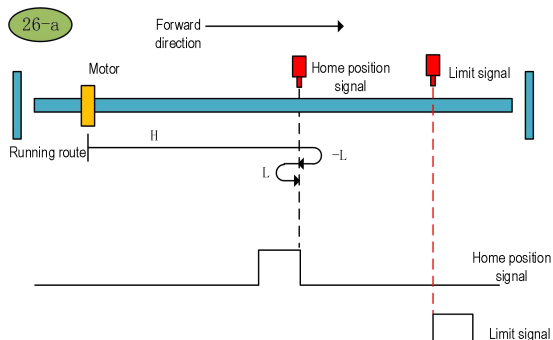 26-a
Forward
direction
Motor
Home position
signal
Limit signal
Running route
H
-L
L
Home position
signal
Limit signal